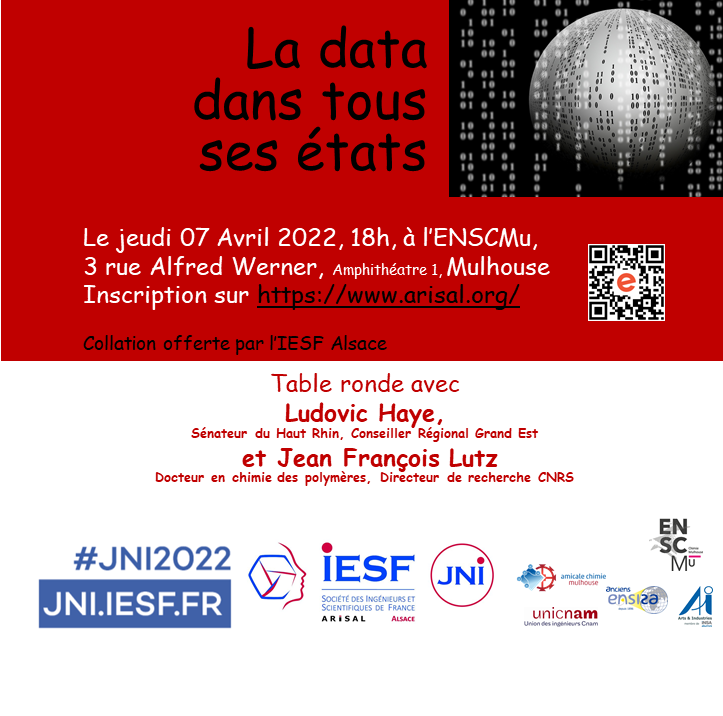 La data
dans tous
ses états
Le jeudi 07 Avril 2022, 18h, à l'ENSCMu,
3 rue Alfred Werner, Amphithéatre 1, Mulhouse
Inscription sur https://www.arisal.org/
Collation offerte par l'IESF Alsace
Table ronde avec
Ludovic Haye,
Sénateur du Haut Rhin, Conseiller Régional Grand Est
et Jean François Lutz
Docteur en chimie des polymères, Directeur de recherche CNRS
#JNI2022
JNI.IESF.FR
IESF
SOCIÉTÉ DES INGÉNIEURS ET
SCIENTIFIQUES DE FRANCE
ARISAL ALSACE
JNI
amicale chimie
mulhouse
unicnam
Union des ingénieurs Cnam
anciens
ensisa
EN
SC
Mu
Chimie
Mulhouse
Arts & Industries
INSA